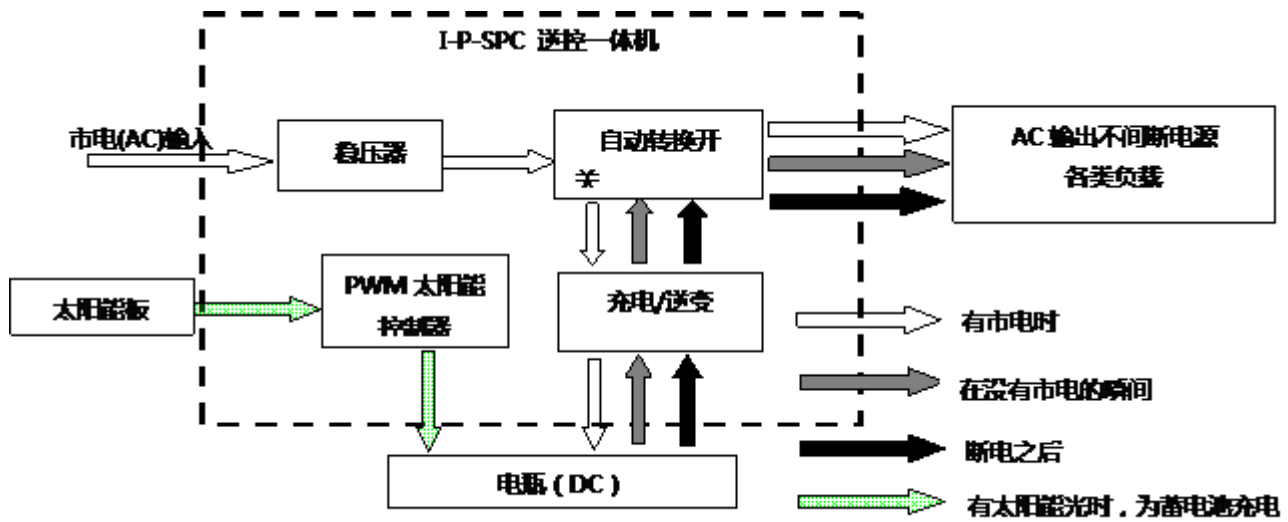 I-P-SPC 逆控一体机
市电(AC)输入
稳压器
自动转换开
关
AC 输出不间断电源
各类负载
太阳能板
PWM 太阳能
控制器
充电/逆变
电瓶 ( DC )
有市电时
在没有市电的瞬间
断电之后
有太阳能光时，为蓄电池充电